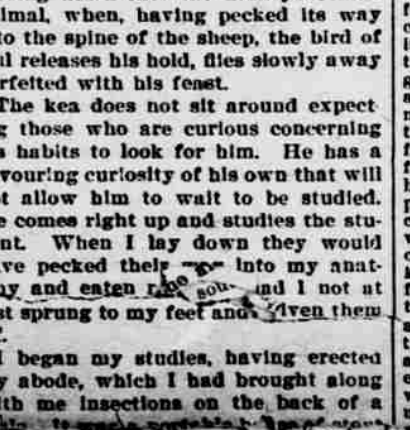 imal, when, having pecked its way
to the spine of the sheep, the bird of
releases his hold, flies slowly away
rfeited with his feast.
The kea does not sit around expect
g those who are curious concerning
s habits to look for him. He has a
vouring curiosity of his own that will
t allow him to wait to be studied.
e comes right up and studies the stu-
nt. When I lay down they would
ve pecked their into my anat-
y and eaten nd I not at
st sprung to my feet and iven them
I began my studies, having erected
y abode, which I had brought along
th me insections on the back of a